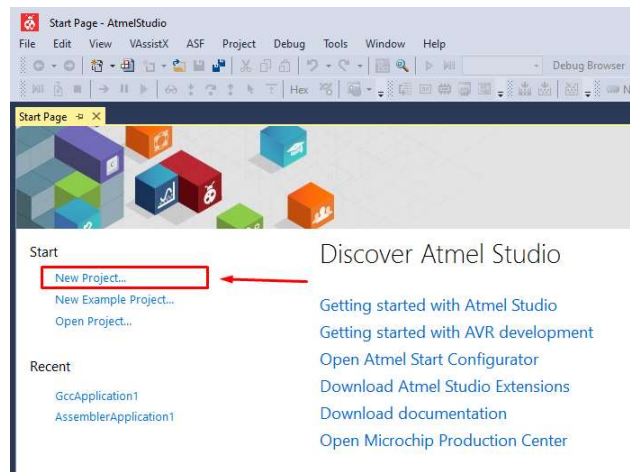 Start Page - AtmelStudio
File Edit View VAssistX ASF Project Debug Tools Window Help
Debug Browser
Hex
Start Page
Start
New Project...
New Example Project...
Open Project...
Recent
GccApplication1
AssemblerApplication1
Discover Atmel Studio
Getting started with Atmel Studio
Getting started with AVR development
Open Atmel Start Configurator
Download Atmel Studio Extensions
Download documentation
Open Microchip Production Center